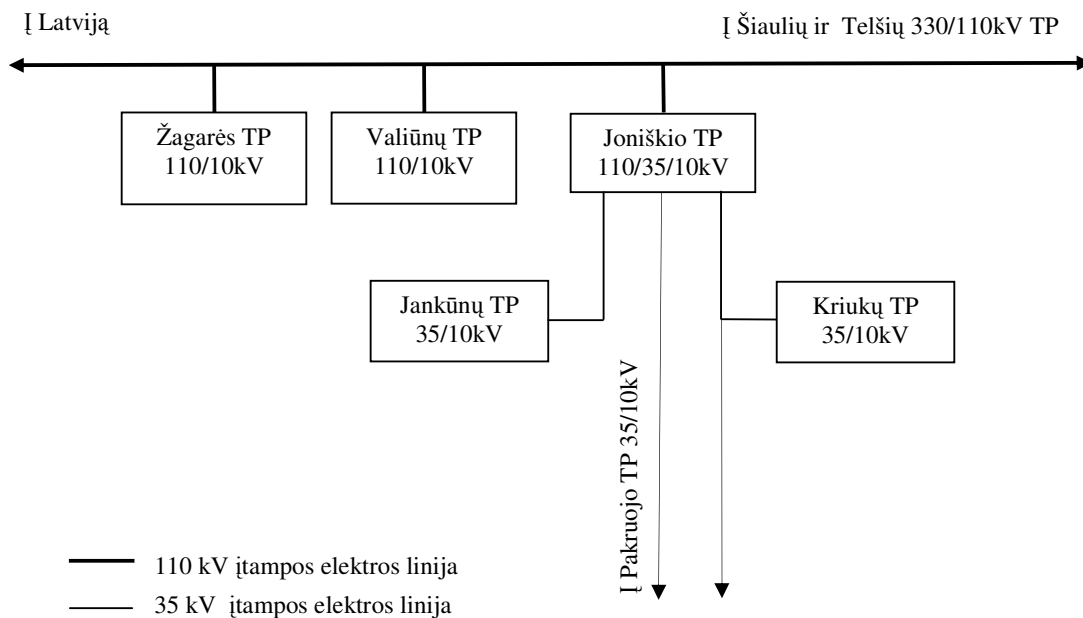 Į Latviją
Į Šiaulių ir Telšių 330/110kV TP
Žagarės TP
110/10kV
Valiūnų TP
110/10kV
Joniškio TP
110/35/10kV
Jankūnų TP
35/10kV
Kriukų TP
35/10kV
Į Pakruojo TP 35/10kV
110 kV įtampos elektros linija
35 kV įtampos elektros linija